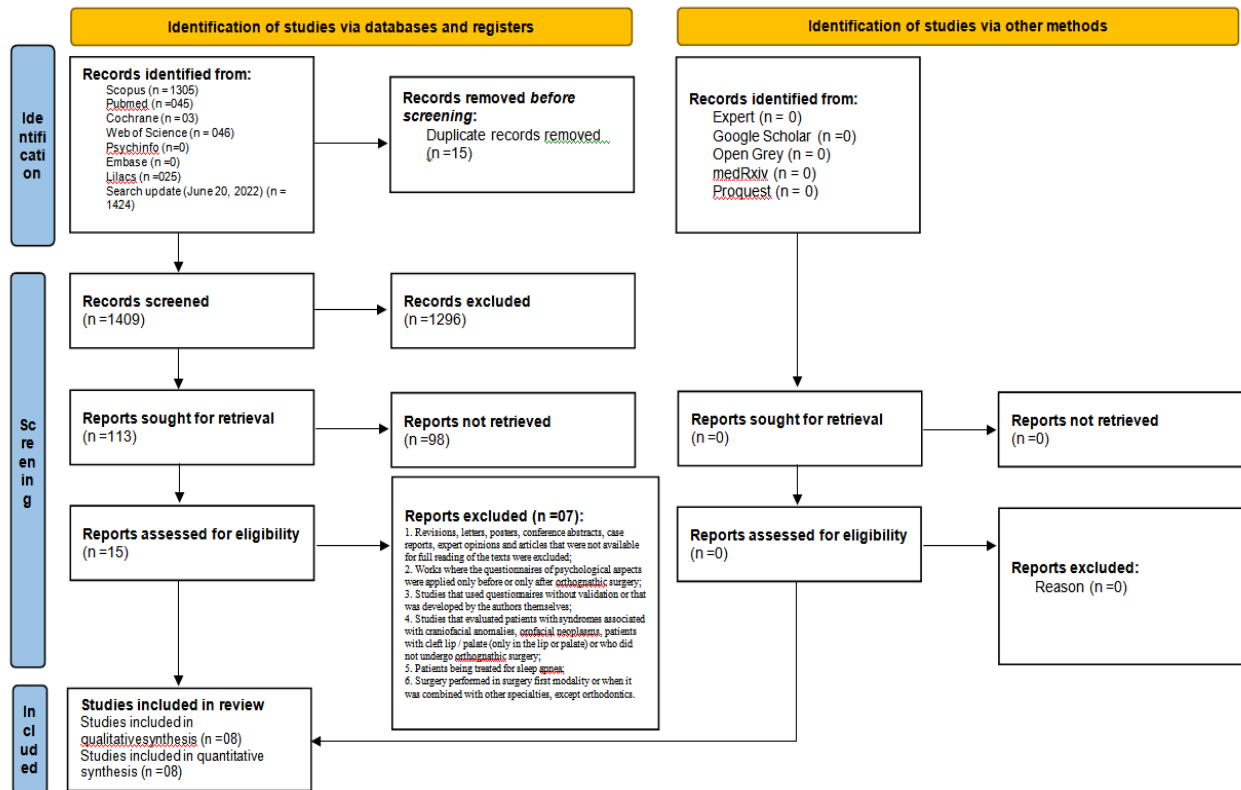 Identification of studies via databases and registers
Identification of studies via other methods
Ide
ntifi
cati
on
Records identified from:
Scopus (n = 1305)
Pubmed (n =045)
Cochrane (n = 03)
Web of Science (n = 046)
Psychinfo (n=0)
Embase (n =0)
Lilacs (n =025)
Search update (June 20, 2022) (n =
1424)
Records removed before
screening:
Duplicate records removed
(n =15)
Records identified from:
Expert (n = 0)
Google Scholar (n =0)
Open Grey (n = 0)
medRxiv (n = 0)
Proquest (n = 0)
Sc
re
en
in
g
Records screened
(n =1409)
Records excluded
(n =1296)
Reports sought for retrieval
(n =113)
Reports not retrieved
(n =98)
Reports sought for retrieval
(n =0)
Reports not retrieved
(n =0)
Reports assessed for eligibility
(n =15)
Reports excluded (n =07):
1. Revisions, letters, posters, conference abstracts, case
reports, expert opinions and articles that were not available
for full reading of the texts were excluded;
2. Works where the questionnaires of psychological aspects
were applied only before or only after orthognathic surgery;
3. Studies that used questionnaires without validation or that
was developed by the authors themselves;
4. Studies that evaluated patients with syndromes associated
with craniofacial anomalies, orofacial neoplasms, patients
with cleft lip / palate (only in the lip or palate) or who did
not undergo orthognathic surgery;
5. Patients being treated for sleep apnea;
6. Surgery performed in surgery first modality or when it
was combined with other specialties, except orthodontics.
Reports assessed for eligibility
(n =0)
Reports excluded:
Reason (n =0)
In
cl
ud
ed
Studies included in review
Studies included in
qualitativesynthesis (n =08)
Studies included in quantitative
synthesis (n =08)